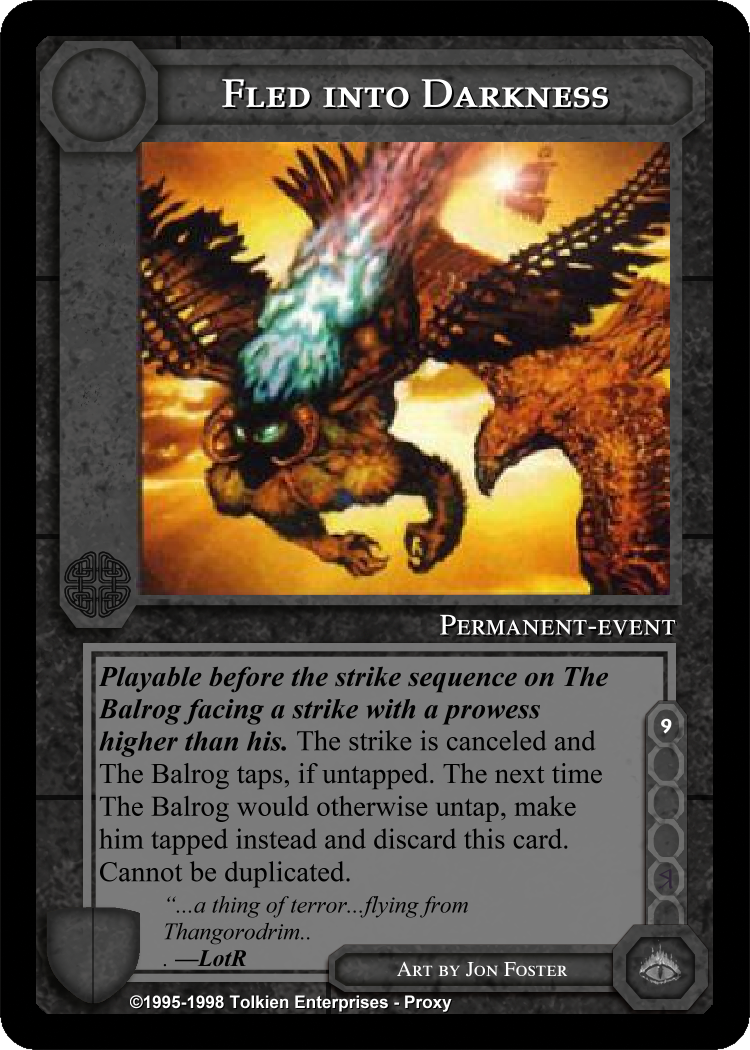 Fled into Darkness
Permanent-event
Playable before the strike sequence on The
Balrog facing a strike with a prowess
higher than his. The strike is canceled and
The Balrog taps, if untapped. The next time
The Balrog would otherwise untap, make
him tapped instead and discard this card.
Cannot be duplicated.
9
"...a thing of terror...flying from
Thangorodrim..
. —LotR
Art by Jon Foster
©1995-1998 Tolkien Enterprises - Proxy